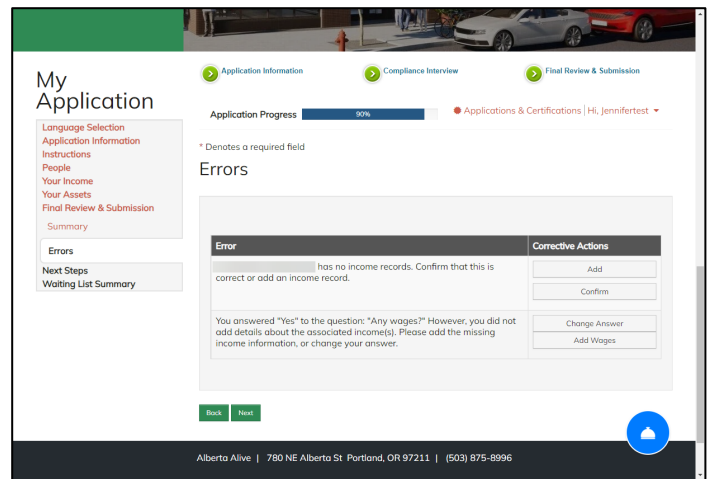 My
Application
Language Selection
Application Information
Instructions
People
Your Income
Your Assets
Final Review & Submission
Summary
Errors
Next Steps
Waiting List Summary
Application Information
Compliance Interview
Final Review & Submission
Application Progress 90%
Applications & Certifications | Hi, Jennifertest
* Denotes a required field
Errors
Error Corrective Actions
has no income records. Confirm that this is
correct or add an income record.
Add
Confirm
You answered "Yes" to the question: "Any wages?" However, you did not
add details about the associated income(s). Please add the missing
income information, or change your answer.
Change Answer
Add Wages
Back Next
Alberta Alive | 780 NE Alberta St Portland, OR 97211 | (503) 875-8996